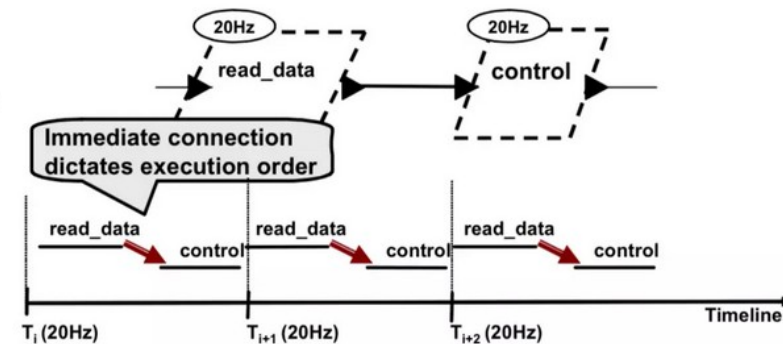 20Hz
20Hz
read_data
control
Immediate connection
dictates execution order
read_data
control
read_data
control
read_data
control
Timeline
Ti (20Hz)
Ti+1 (20Hz)
Ti+2 (20Hz)